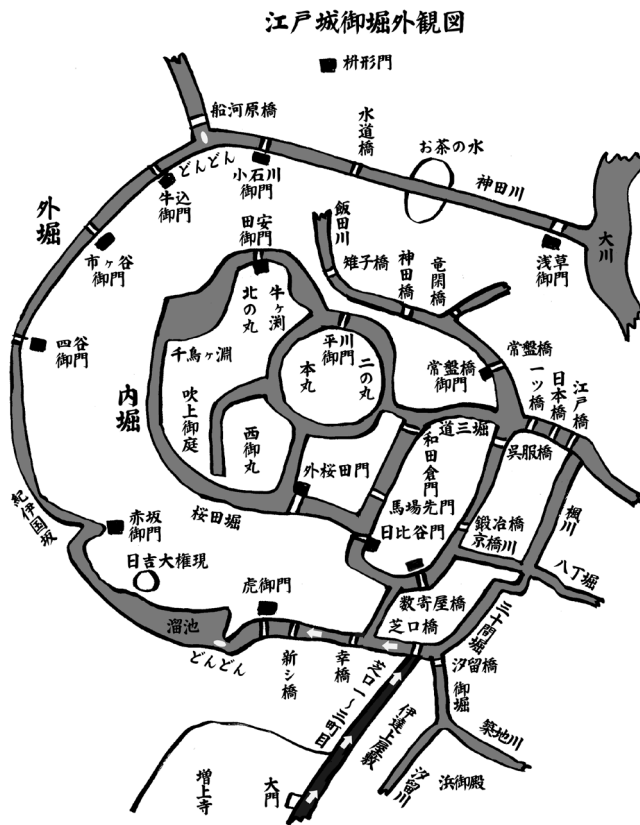 江戸城御堀外観図
枡形門
船河原橋
水道橋
お茶の水
神田川
大川
どんどん
小石川
御門
牛込
御門
外堀
市ヶ谷
御門
田安
御門
飯田川
雉子橋
神田橋
竜閑橋
浅草
御門
北の丸
牛ヶ渕
四谷
御門
千鳥ヶ淵
平川
御門
本丸
二の丸
常盤橋
御門
常盤橋
一ッ橋
日本橋
江戸橋
内堀
吹上御庭
西御丸
道三堀
和田倉門
呉服橋
外桜田門
馬場先門
日比谷門
鍛冶橋
京橋川
楓川
桜田堀
紀伊国坂
赤坂
御門
日吉大権現
八丁堀
虎御門
数寄屋橋
芝口橋
三十間堀
溜池
どんどん
新シ橋
幸橋
芝口一〜三町目
汐留橋
御堀
伊達上屋敷
築地川
汐留川
浜御殿
増上寺
大門